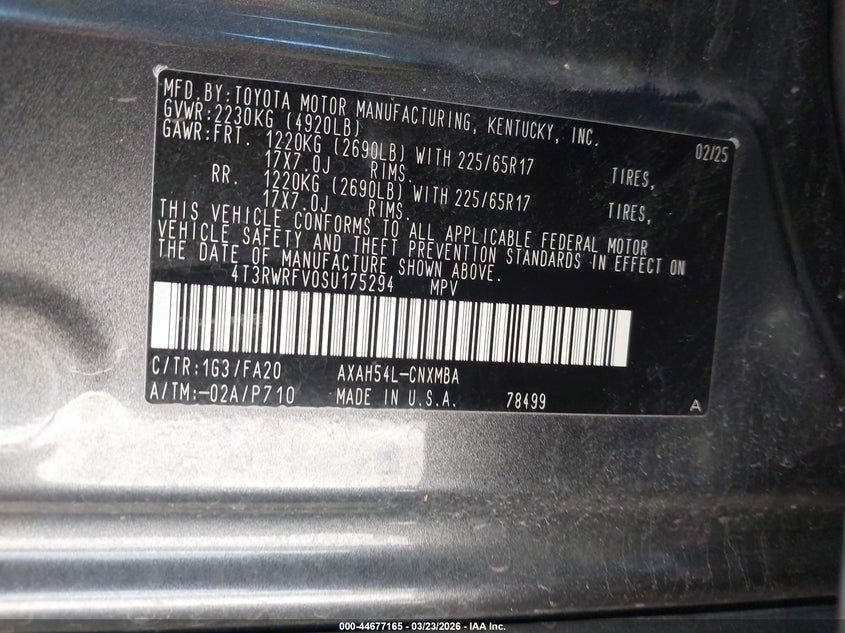 MFD.BY:TOYOTA MOTOR MANUFACTURING, KENTUCKY, INC.
GVWR:2230KG (4920LB) 02/25
GAWR:FRT. 1220KG (2690LB) WITH 225/65R17 TIRES,
17X7.0J RIMS.
RR. 1220KG (2690LB) WITH 225/65R17 TIRES,
17X7.0J RIMS.
THIS VEHICLE CONFORMS TO ALL APPLICABLE FEDERAL MOTOR
VEHICLE SAFETY AND THEFT PREVENTION STANDARDS IN EFFECT ON
THE DATE OF MANUFACTURE SHOWN ABOVE.
4T3RWRFV0SU175294 MPV
C/TR:1G3/FA20 AXAH54L-CNXMBA
A/TM:-02A/P710 MADE IN U.S.A. 78499 A
000-44677165 - 03/23/2026 - IAA Inc.